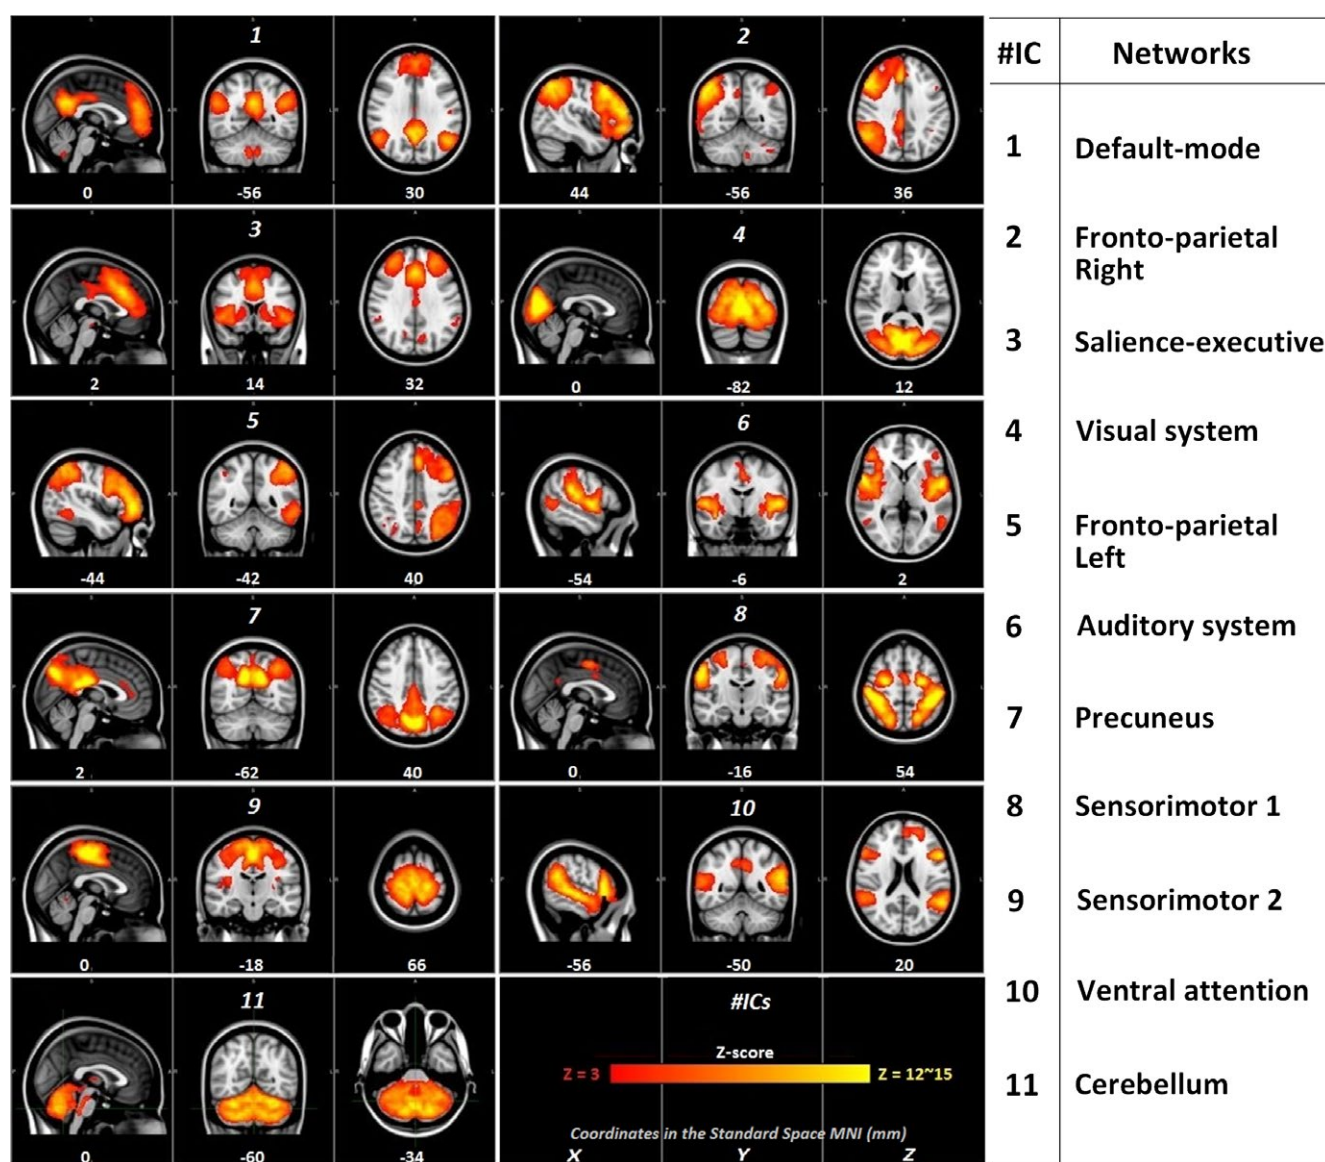 1
0
-56
30
2
44
-56
36
3
2
14
32
4
0
-82
12
5
-44
-42
40
6
-54
-6
2
7
2
-62
40
8
0
-16
54
9
0
-18
66
10
-56
-50
20
11
0
-60
-34
#ICs
Z-score
Z = 3
Z = 12~15
Coordinates in the Standard Space MNI (mm)
X Y Z
#IC Networks
1 Default-mode
2 Fronto-parietal
Right
3 Salience-executive
4 Visual system
5 Fronto-parietal
Left
6 Auditory system
7 Precuneus
8 Sensorimotor 1
9 Sensorimotor 2
10 Ventral attention
11 Cerebellum